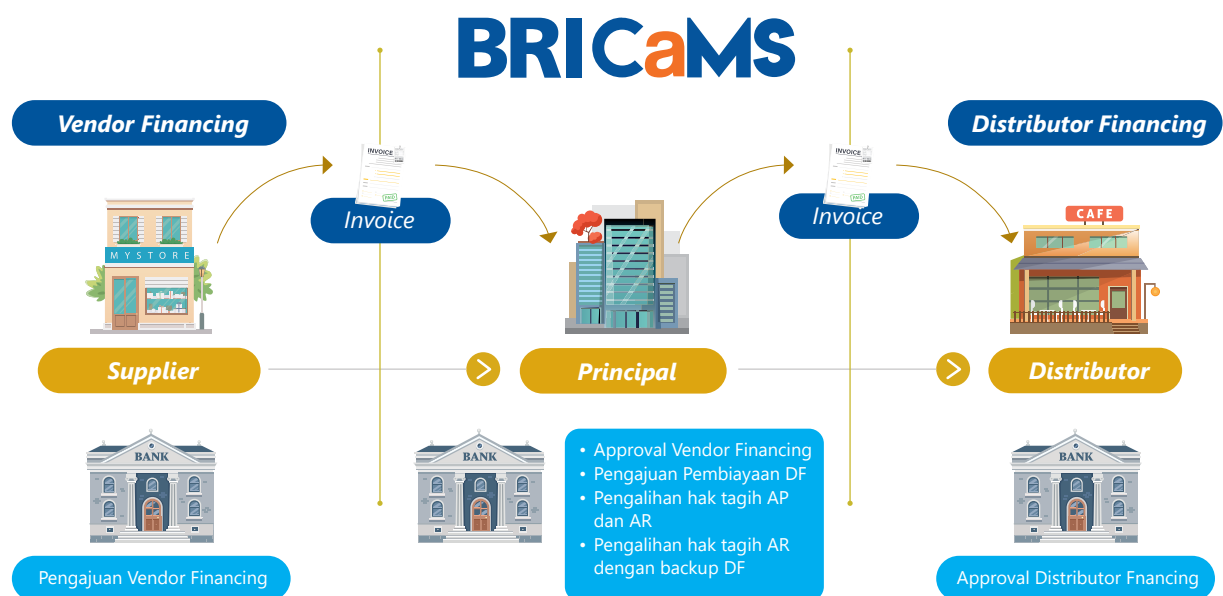 BRICaMS
Vendor Financing
Distributor Financing
INVOICE
PAID
Invoice
INVOICE
PAID
Invoice
MYSTORE
CAFE
Supplier
Principal
Distributor
BANK
BANK
• Approval Vendor Financing
• Pengajuan Pembiayaan DF
• Pengalihan hak tagih AP
dan AR
• Pengalihan hak tagih AR
dengan backup DF
BANK
Pengajuan Vendor Financing
Approval Distributor Fnancing